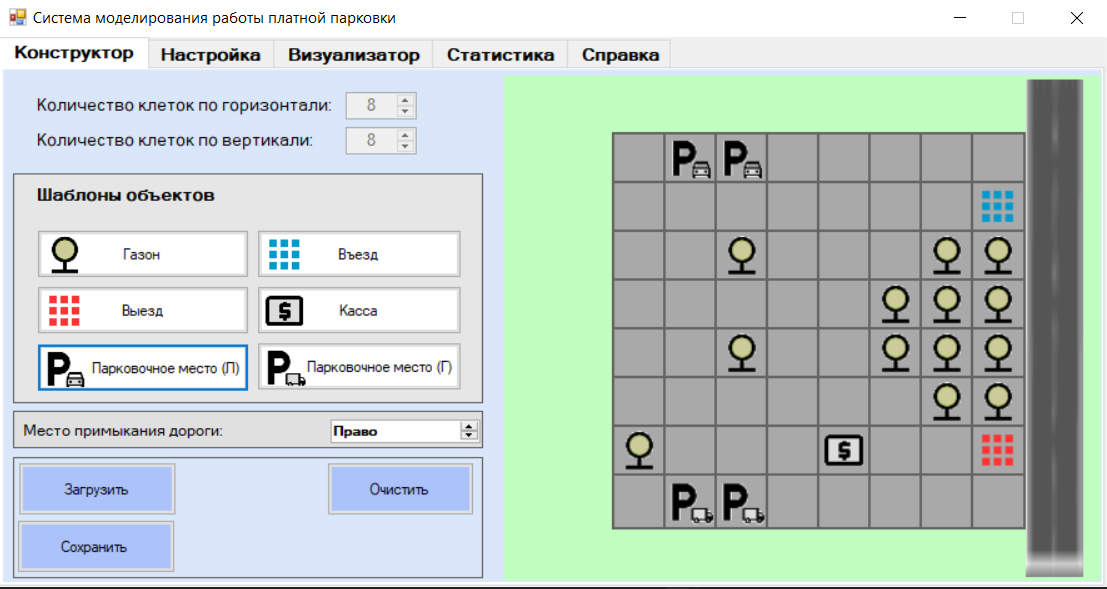 Система моделирования работы платной парковки
Конструктор Настройка Визуализатор Статистика Справка
Количество клеток по горизонтали: 8
Количество клеток по вертикали: 8
Шаблоны объектов
Газон Въезд
Выезд $ Касса
P Парковочное место (Л) P Парковочное место (Г)
Место примыкания дороги: Право
Загрузить Очистить
Сохранить
P P
$
P P